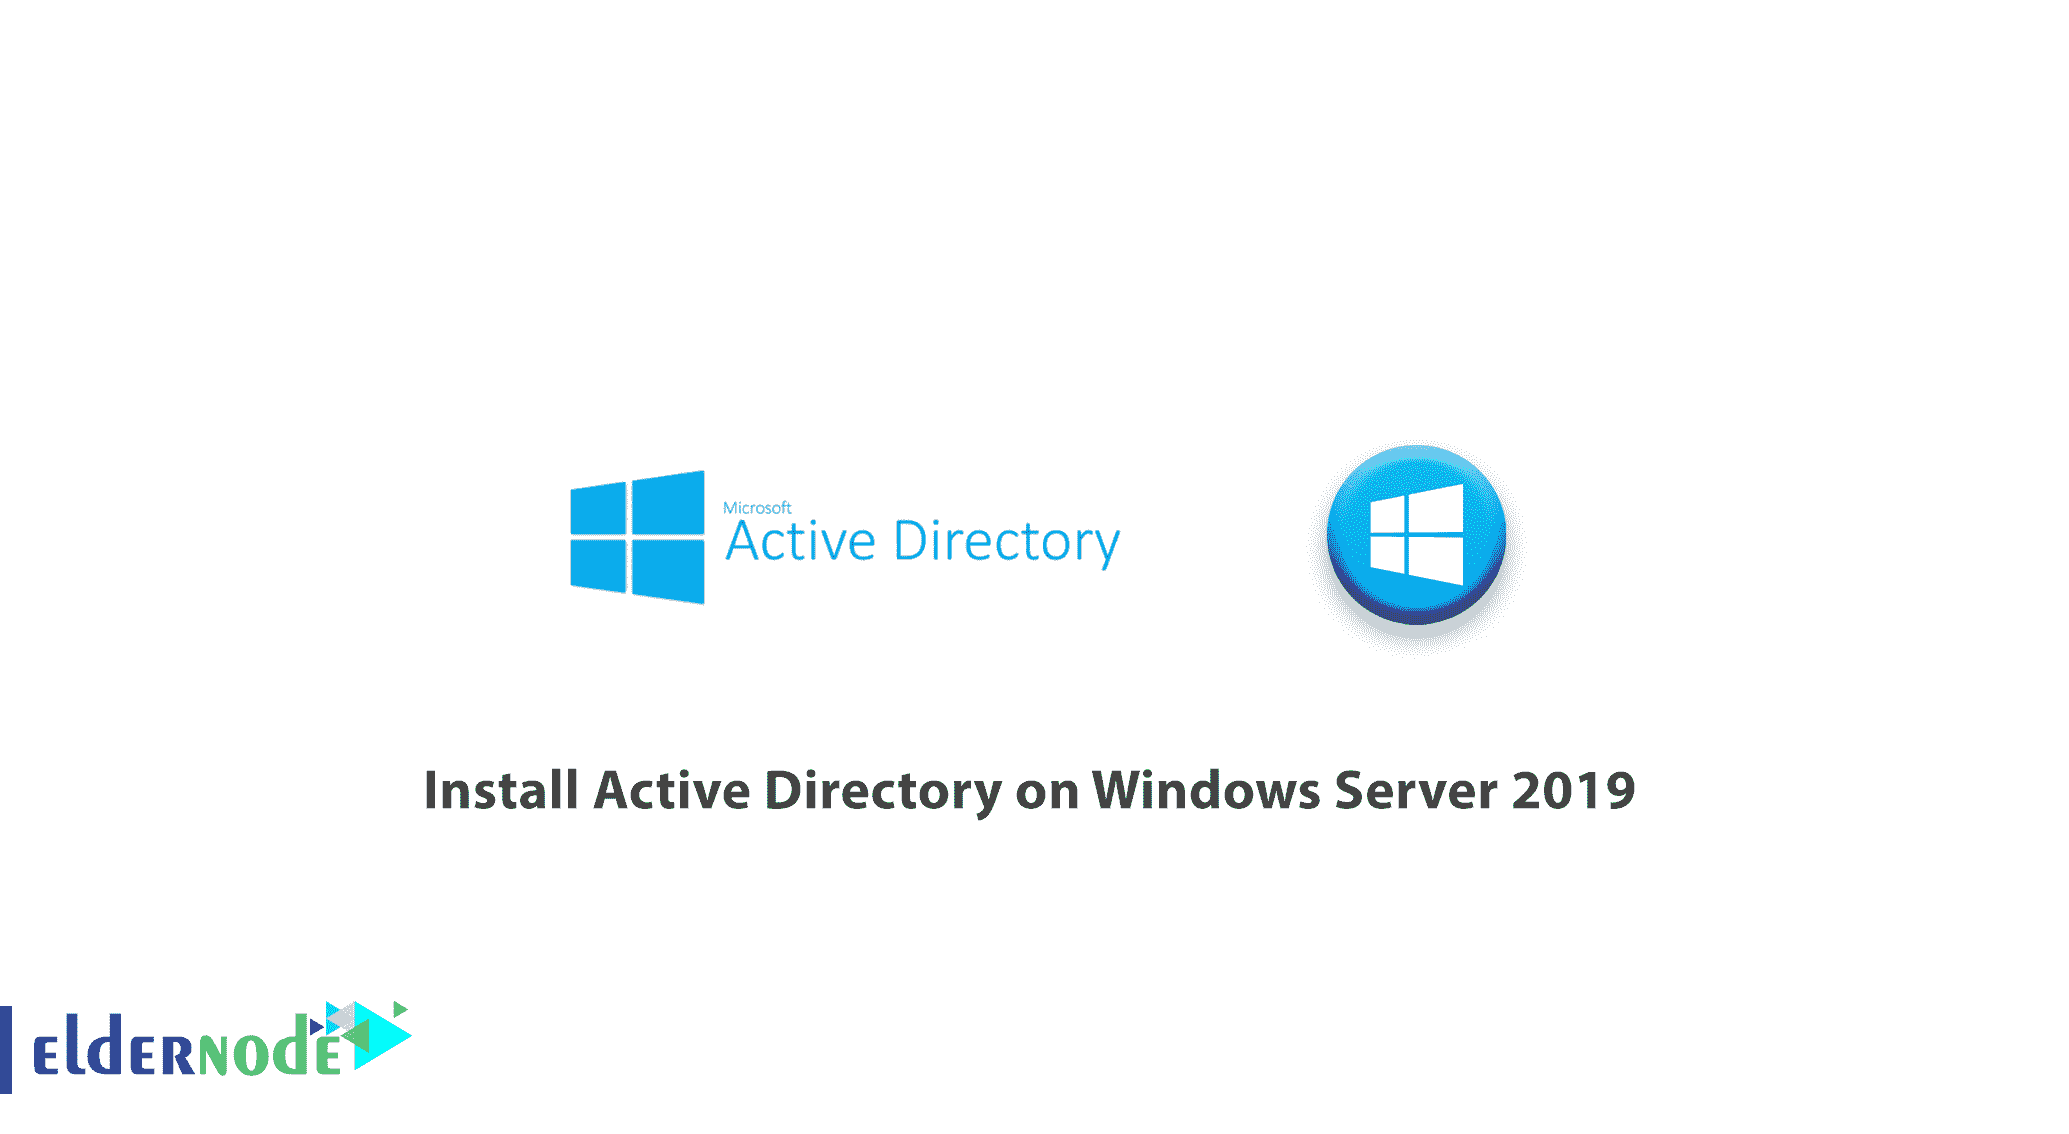 Microsoft
Active Directory
Install Active Directory on Windows Server 2019
ELDERNODE